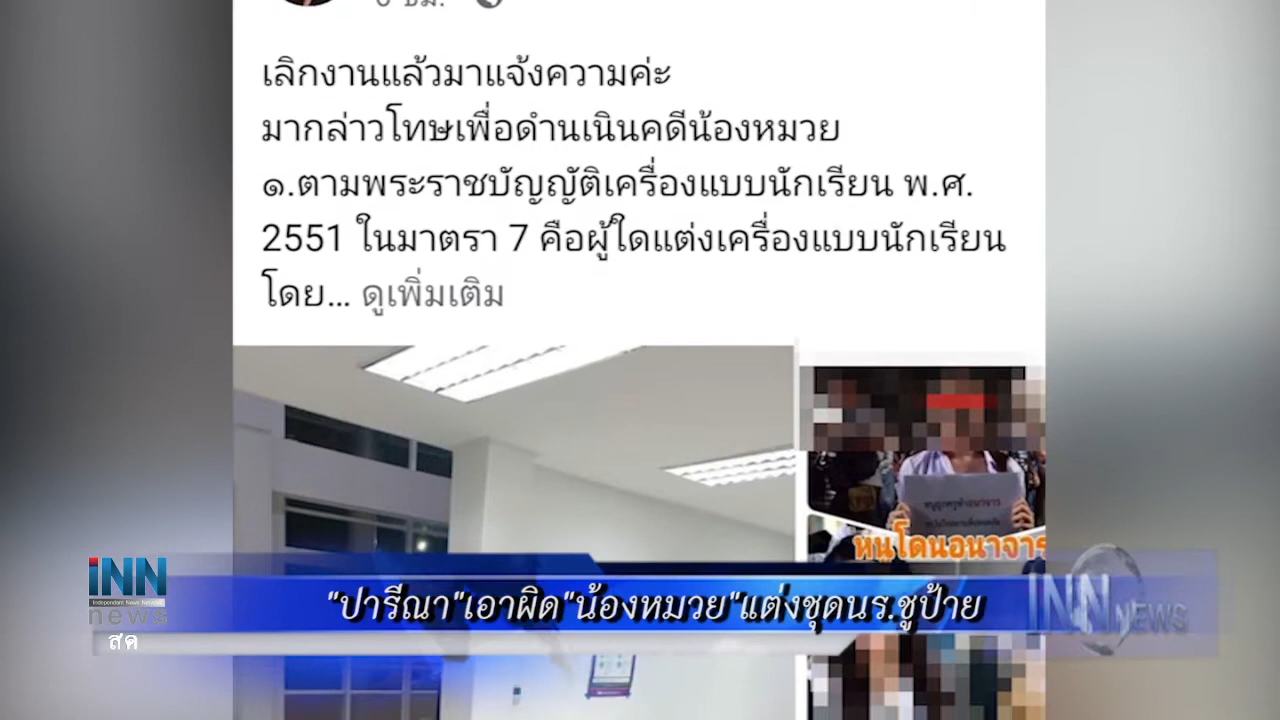 เลิกงานแล้วมาแจ้งความค่ะ
มากล่าวโทษเพื่อดำนเนินคดีน้องหมวย
๑.ตามพระราชบัญญัติเครื่องแบบนักเรียน พ.ศ.
2551 ในมาตรา 7 คือผู้ใดแต่งเครื่องแบบนักเรียน
โดย... ดูเพิ่มเติม
หนูโดนอนาจาร
iNN
Independent News Network
news
สด
"ปารีณา"เอาผิด"น้องหมวย"แต่งชุดนร.ชูป้าย
INN NEWS